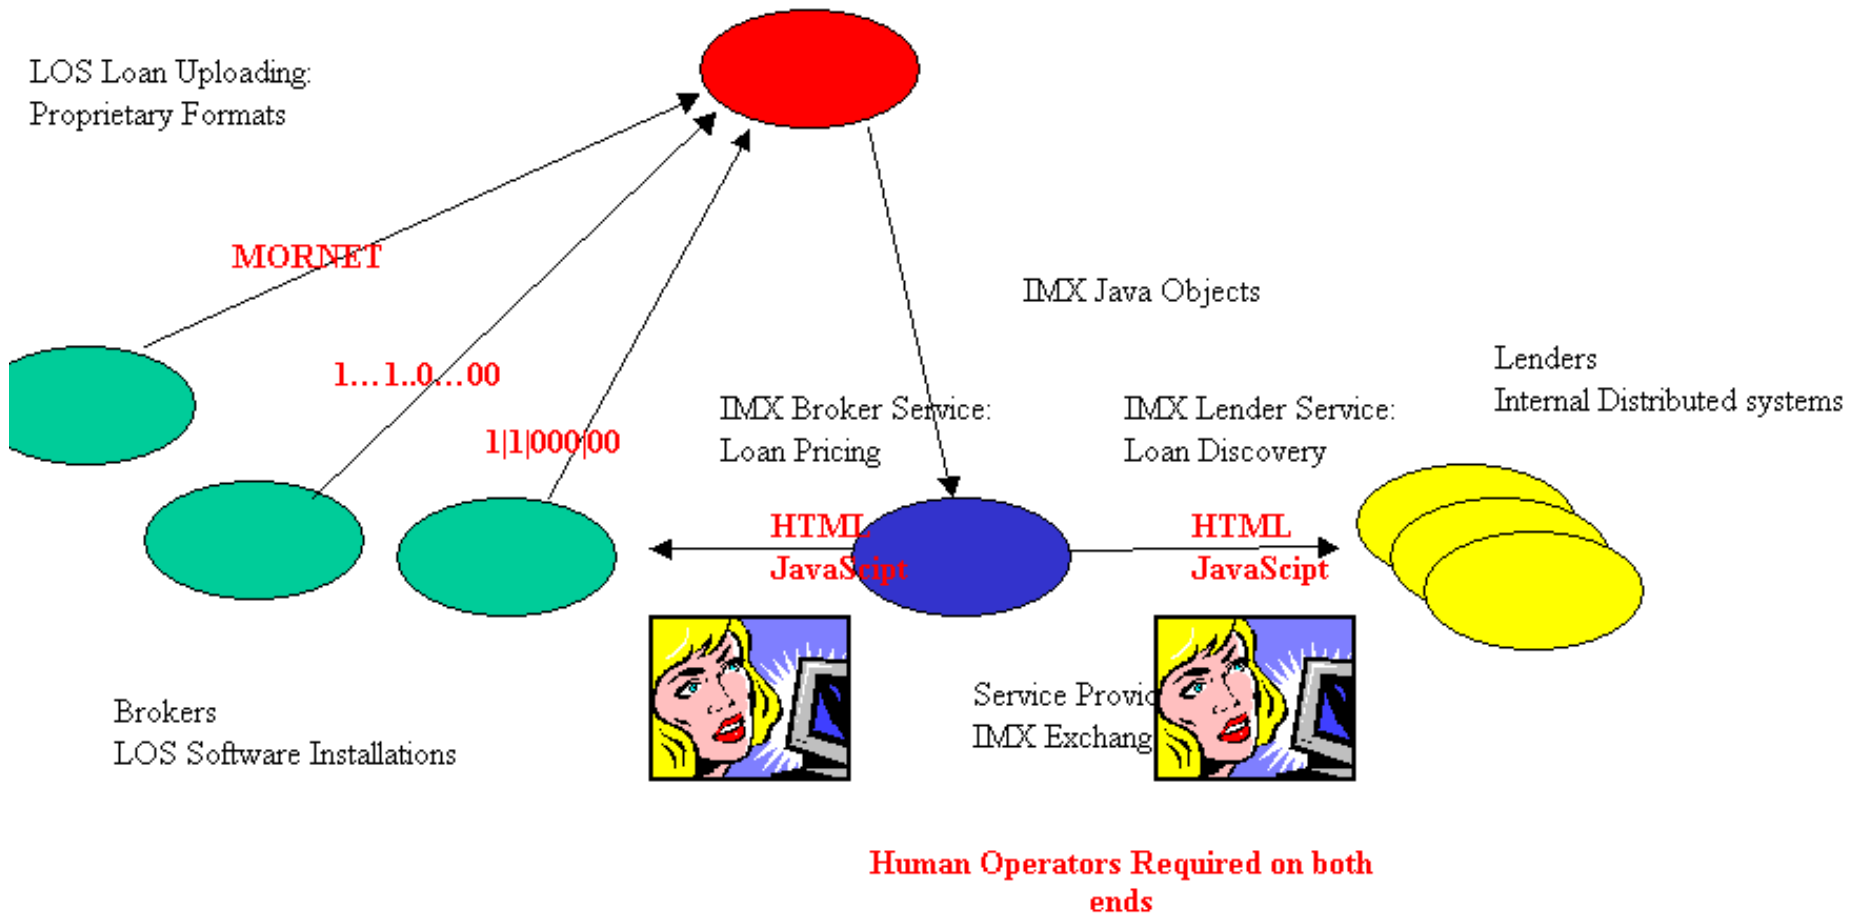 LOS Loan Uploading:
Proprietary Formats
MORNET
IMX Java Objects
1...1..0...00
1|1|000|00
IMX Broker Service:
Loan Pricing
IMX Lender Service:
Loan Discovery
Lenders
Internal Distributed systems
HTML
JavaScipt
HTML
JavaScipt
Brokers
LOS Software Installations
Service
IMX
Human Operators Required on both
ends